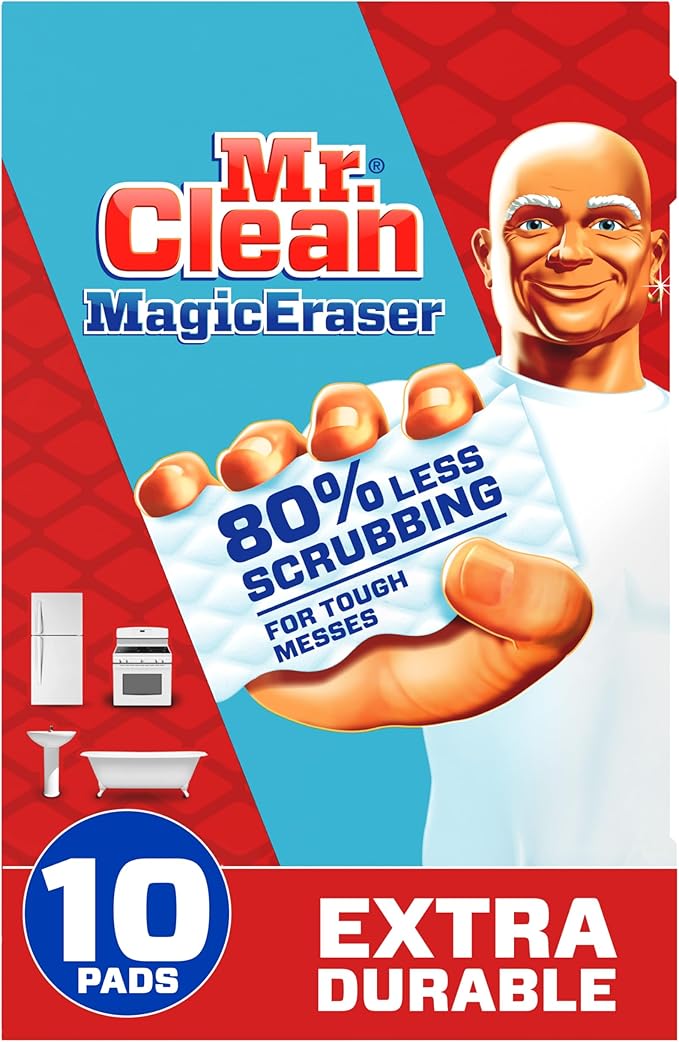 Mr.®
Clean
MagicEraser
80% LESS
SCRUBBING
FOR TOUGH
MESSES
10
PADS
EXTRA
DURABLE